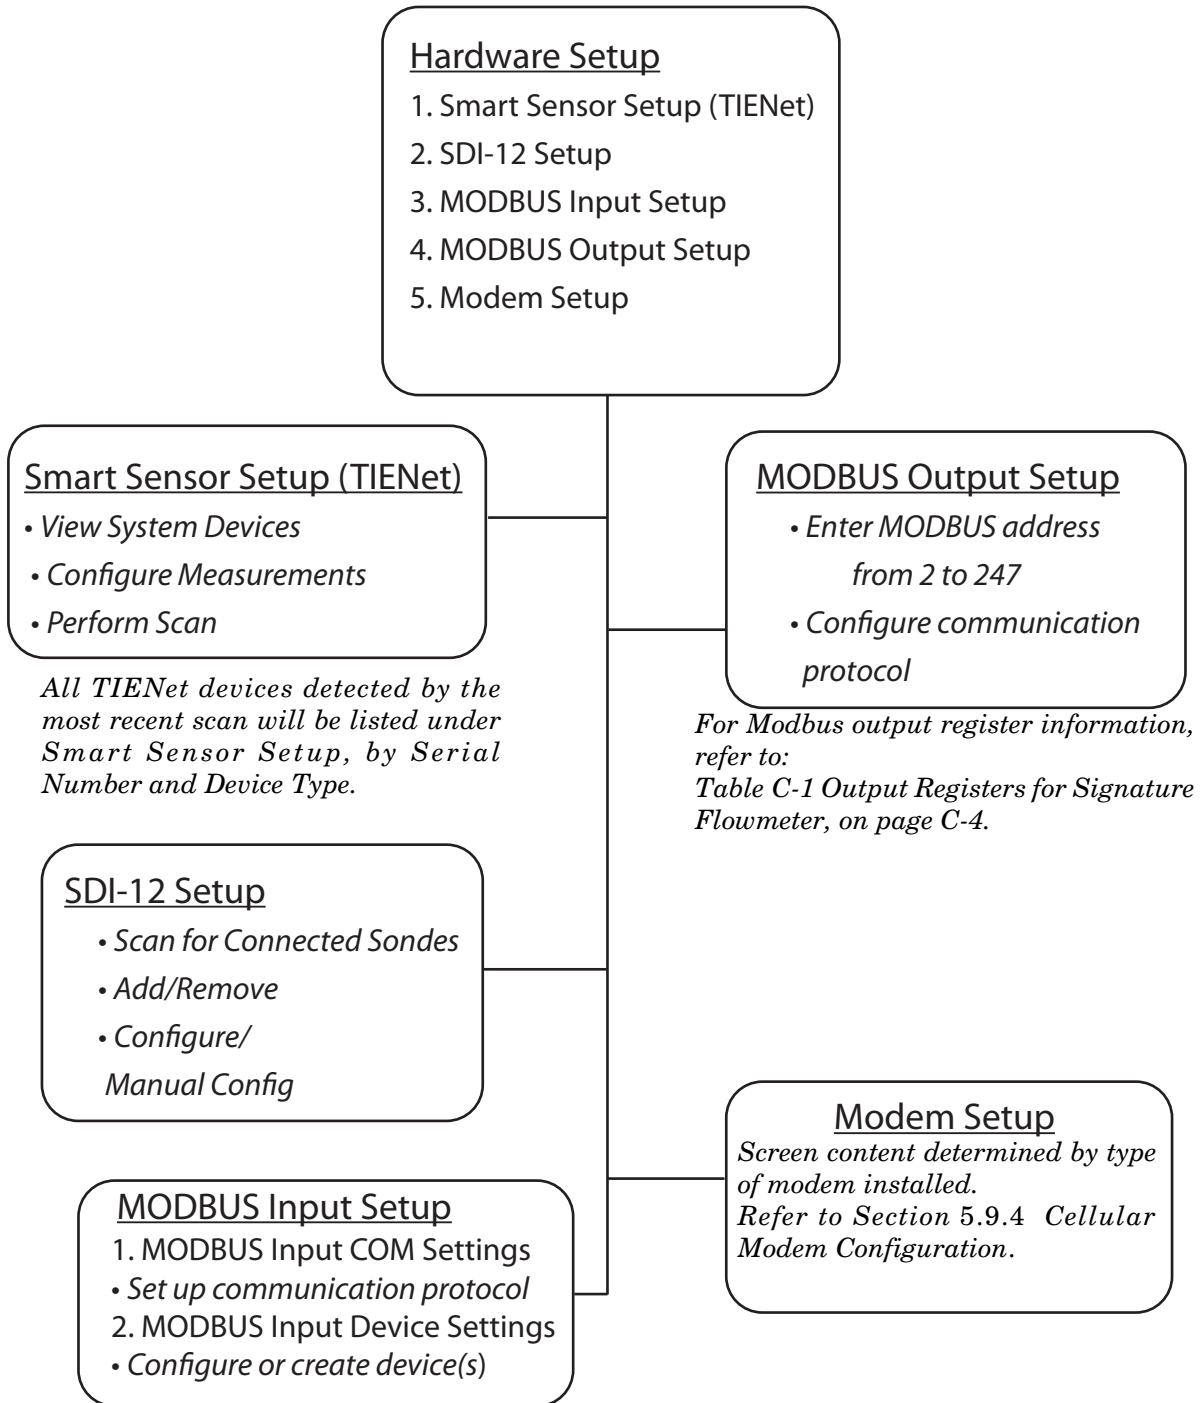 Hardware Setup
1. Smart Sensor Setup (TIENet)
2. SDI-12 Setup
3. MODBUS Input Setup
4. MODBUS Output Setup
5. Modem Setup
Smart Sensor Setup (TIENet)
• View System Devices
• Configure Measurements
• Perform Scan
All TIENet devices detected by the
most recent scan will be listed under
Smart Sensor Setup, by Serial
Number and Device Type.
MODBUS Output Setup
• Enter MODBUS address
from 2 to 247
• Configure communication
protocol
For Modbus output register information,
refer to:
Table C-1 Output Registers for Signature
Flowmeter, on page C-4.
SDI-12 Setup
• Scan for Connected Sondes
• Add/Remove
• Configure/
Manual Config
Modem Setup
Screen content determined by type
of modem installed.
Refer to Section 5.9.4 Cellular
Modem Configuration.
MODBUS Input Setup
1. MODBUS Input COM Settings
• Set up communication protocol
2. MODBUS Input Device Settings
• Configure or create device(s)